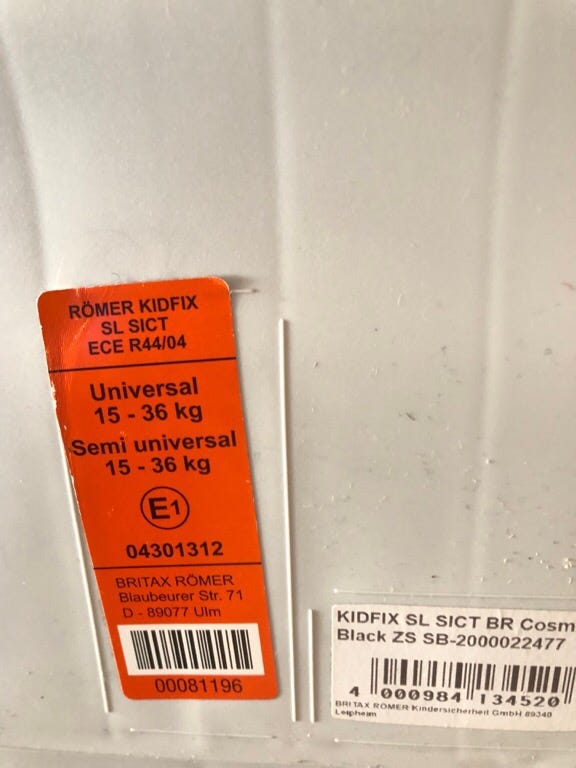 RÖMER KIDFIX
SL SICT
ECE R44/04
Universal
15 - 36 kg
Semi universal
15 - 36 kg
E1
04301312
BRITAX RÖMER
Blaubeurer Str. 71
D - 89077 Ulm
00081196
KIDFIX SL SICT BR Cosm
Black ZS SB-2000022477
4 000984 134520
BRITAX RÖMER Kindersicherheit GmbH 89340
Leipheim